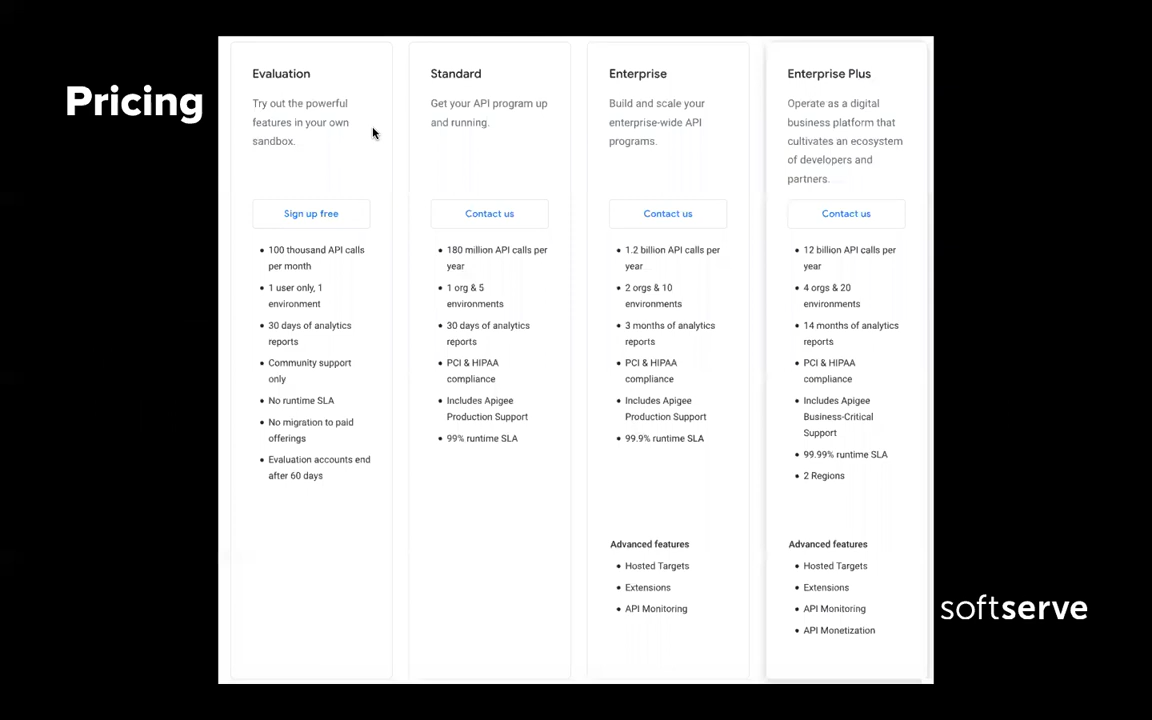 Pricing
Evaluation
Try out the powerful
features in your own
sandbox.
Sign up free
• 100 thousand API calls
per month
• 1 user only, 1
environment
• 30 days of analytics
reports
• Community support
only
• No runtime SLA
• No migration to paid
offerings
• Evaluation accounts end
after 60 days
Standard
Get your API program up
and running.
Contact us
• 180 million API calls per
year
• 1 org & 5
environments
• 30 days of analytics
reports
• PCI & HIPAA
compliance
• Includes Apigee
Production Support
• 99% runtime SLA
Enterprise
Build and scale your
enterprise-wide API
programs.
Contact us
• 1.2 billion API calls per
year
• 2 orgs & 10
environments
• 3 months of analytics
reports
• PCI & HIPAA
compliance
• Includes Apigee
Production Support
• 99.9% runtime SLA
Advanced features
• Hosted Targets
• Extensions
• API Monitoring
Enterprise Plus
Operate as a digital
business platform that
cultivates an ecosystem
of developers and
partners.
Contact us
• 12 billion API calls per
year
• 4 orgs & 20
environments
• 14 months of analytics
reports
• PCI & HIPAA
compliance
• Includes Apigee
Business-Critical
Support
• 99.99% runtime SLA
• 2 Regions
Advanced features
• Hosted Targets
• Extensions
• API Monitoring
• API Monetization
softserve